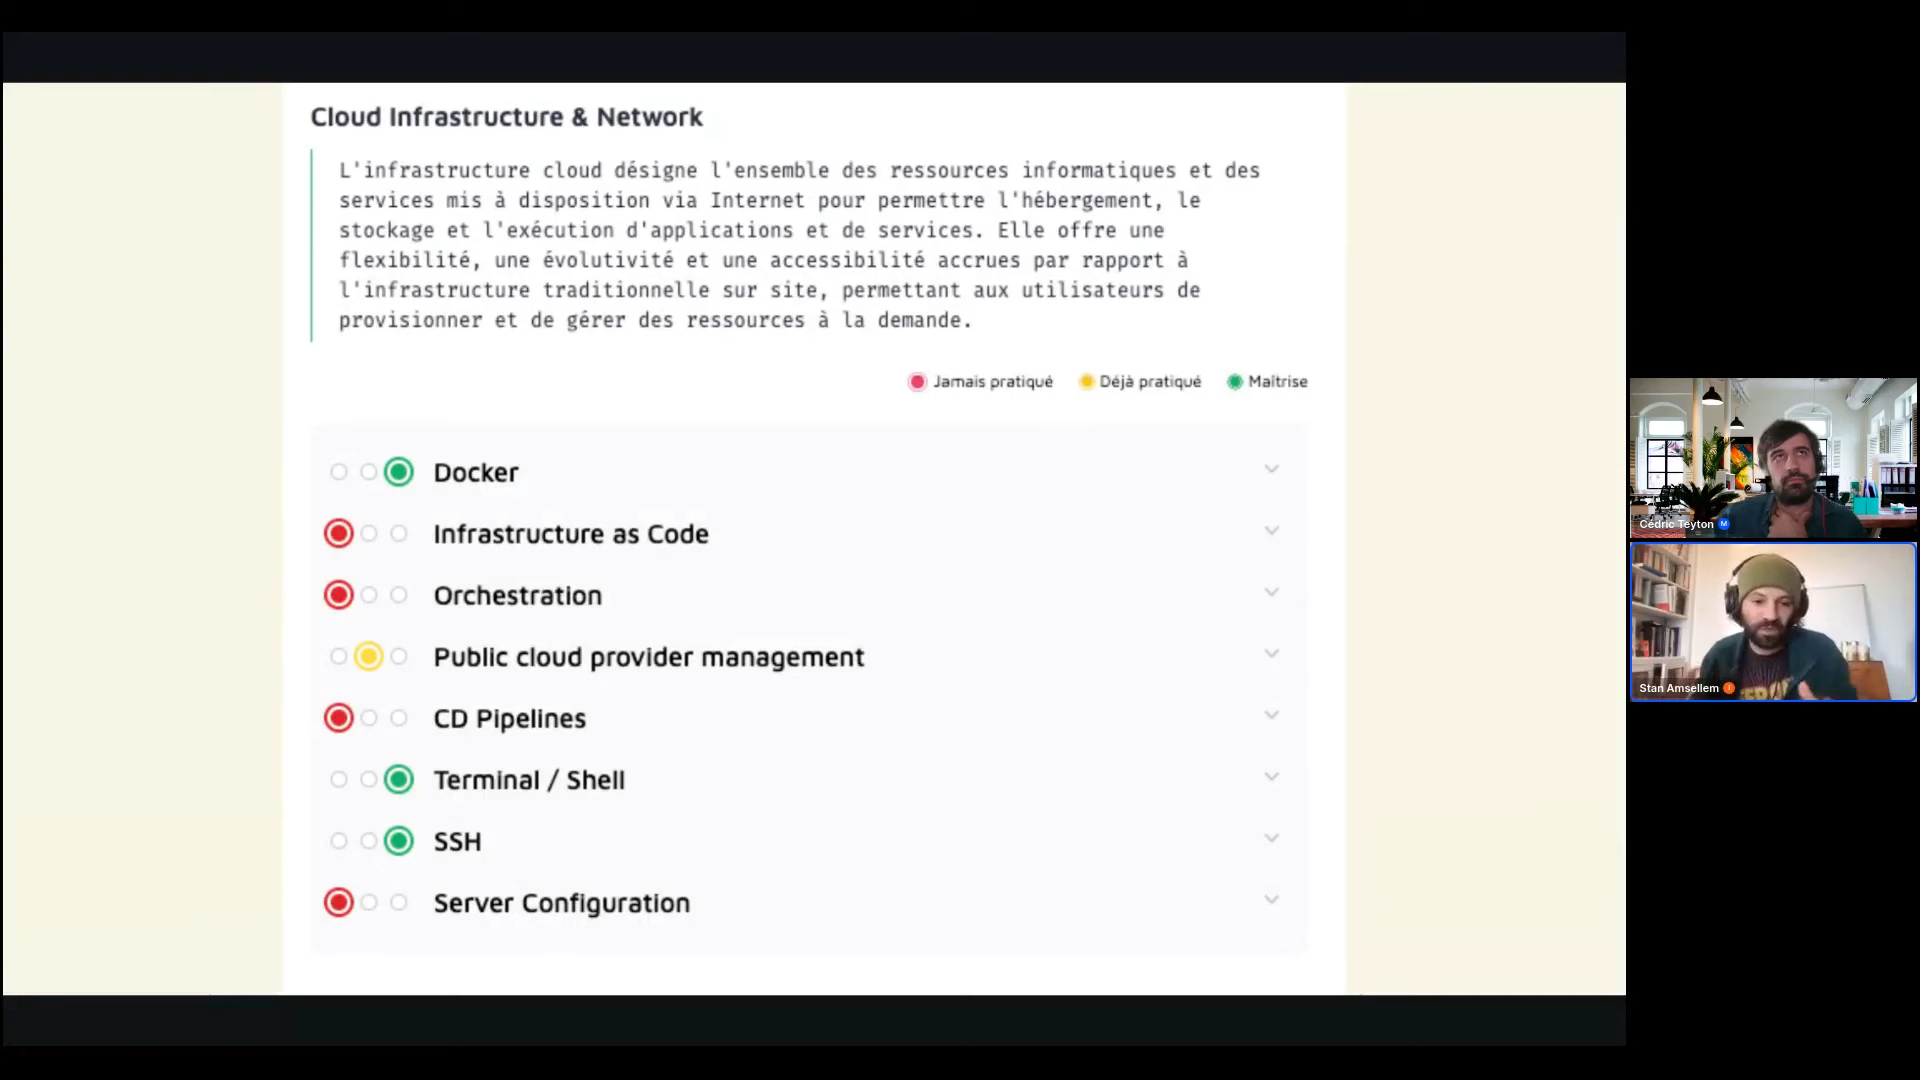 Cloud Infrastructure & Network
L'infrastructure cloud désigne l'ensemble des ressources informatiques et des
services mis à disposition via Internet pour permettre l'hébergement, le
stockage et l'exécution d'applications et de services. Elle offre une
flexibilité, une évolutivité et une accessibilité accrues par rapport à
l'infrastructure traditionnelle sur site, permettant aux utilisateurs de
provisionner et de gérer des ressources à la demande.
Jamais pratiqué Déjà pratiqué Maîtrise
Docker
Infrastructure as Code
Orchestration
Public cloud provider management
CD Pipelines
Terminal / Shell
SSH
Server Configuration
Cédric Teyton M
Stan Amsellem